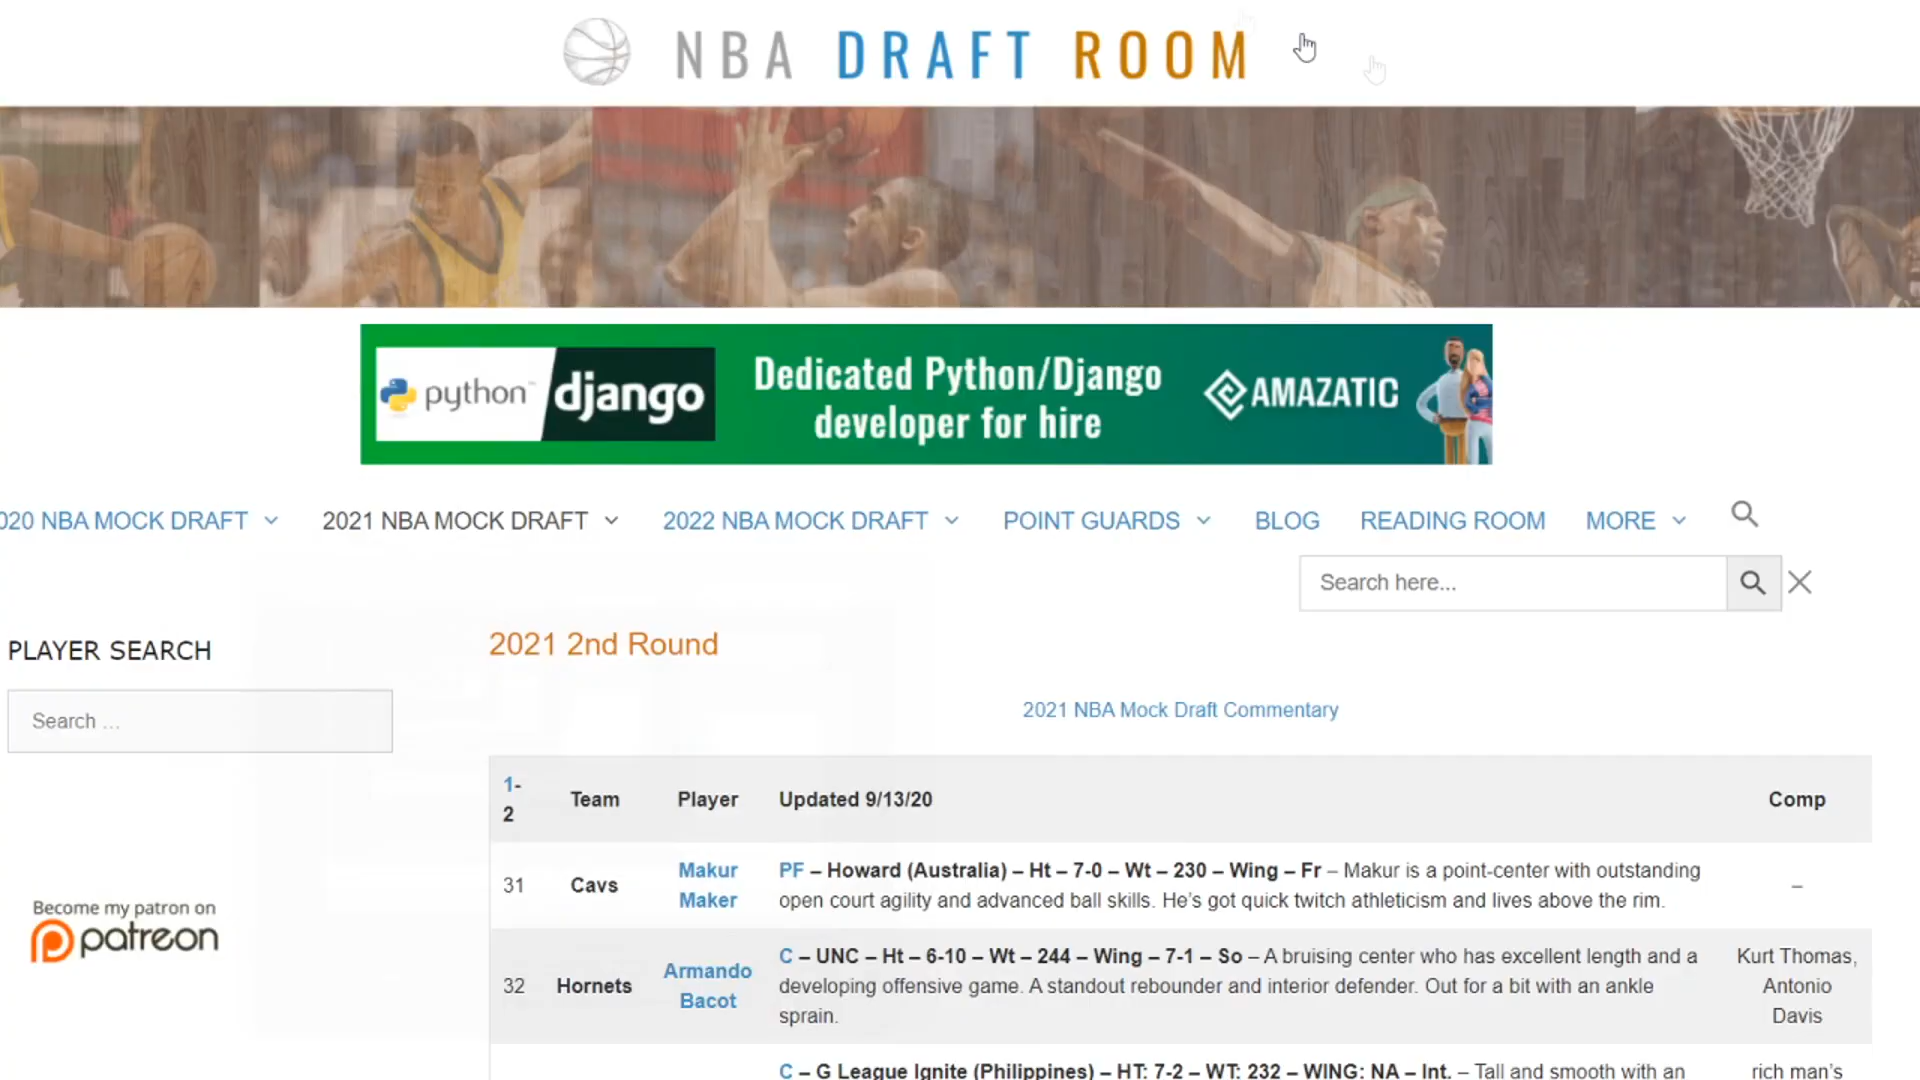 NBA DRAFT ROOM
python django
Dedicated Python/Django
developer for hire
AMAZATIC
020 NBA MOCK DRAFT 2021 NBA MOCK DRAFT 2022 NBA MOCK DRAFT POINT GUARDS BLOG READING ROOM MORE
Search here...
PLAYER SEARCH
Search ...
Become my patron on
patreon
2021 2nd Round
2021 NBA Mock Draft Commentary
1-
2
Team
Player
Updated 9/13/20
Comp
31
Cavs
Makur
Maker
PF – Howard (Australia) – Ht – 7-0 – Wt – 230 – Wing – Fr – Makur is a point-center with outstanding
open court agility and advanced ball skills. He's got quick twitch athleticism and lives above the rim.
–
32
Hornets
Armando
Bacot
C – UNC – Ht – 6-10 – Wt – 244 – Wing – 7-1 – So – A bruising center who has excellent length and a
developing offensive game. A standout rebounder and interior defender. Out for a bit with an ankle
sprain.
Kurt Thomas,
Antonio
Davis
C – G League Ignite (Philippines) – HT: 7-2 – WT: 232 – WING: NA – Int. – Tall and smooth with an
rich man's